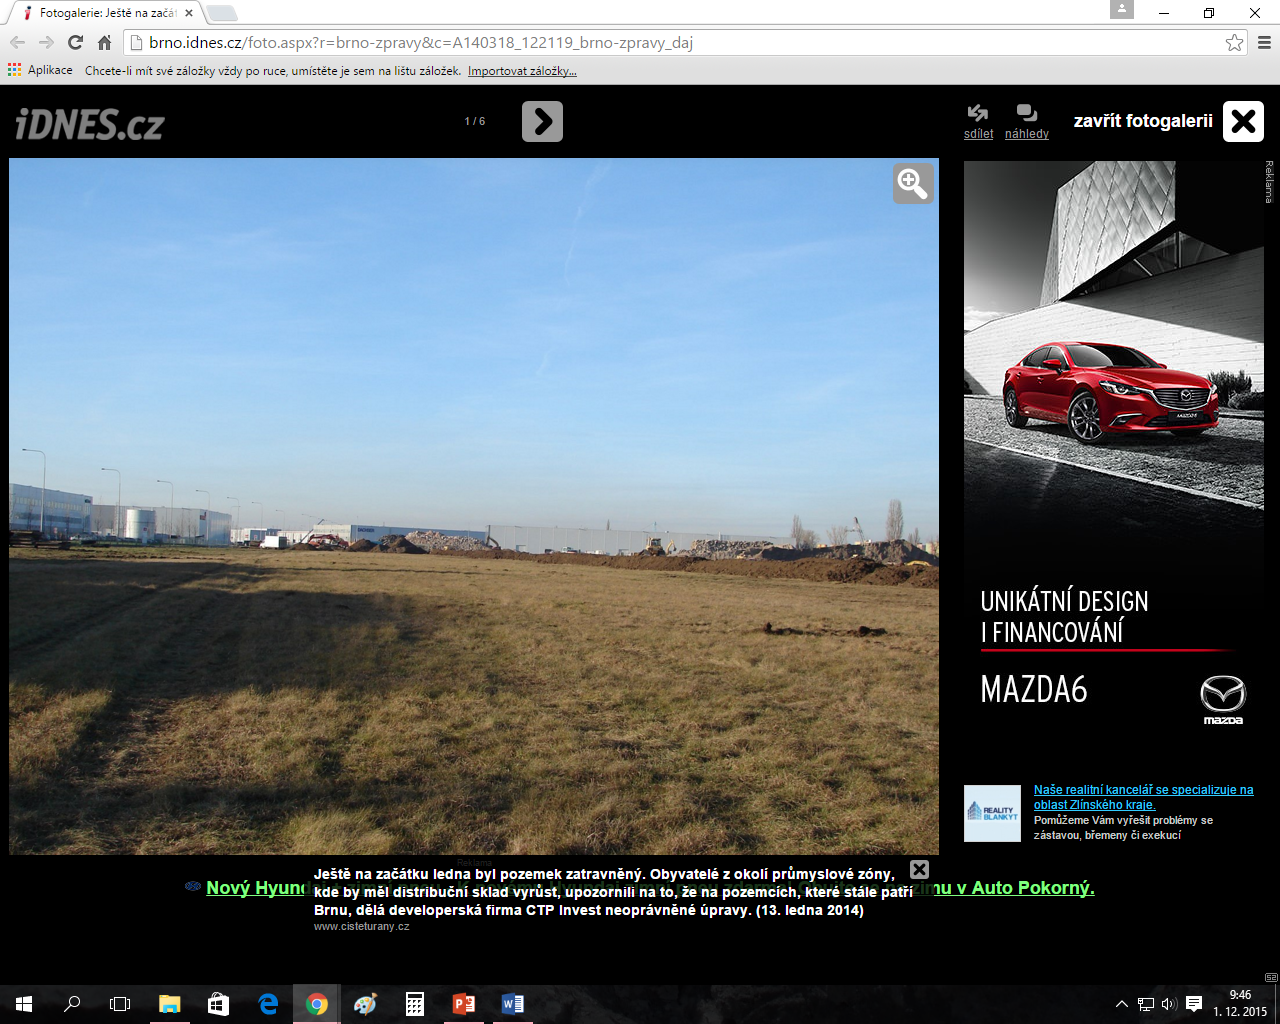 Fotogalerie: Ještě na začát
brno.idnes.cz/foto.aspx?r=brno-zpravy&c=A140318_122119_brno-zpravy_daj
Aplikace Chcete-li mít své záložky vždy po ruce, umístěte je sem na lištu záložek. Importovat záložky...
iDNES.cz
1 / 6
sdílet
náhledy
zavřít fotogalerii
Reklama
MAZDA6
UNIKÁTNÍ DESIGN
I FINANCOVÁNÍ
MAZDA6
mazda
REALITY
BLANKYT
Naše realitní kancelář se specializuje na
oblast Zlínského kraje.
Pomůžeme Vám vyřešit problémy se
zástavou, břemeny či exekucí
Reklama
Ještě na začátku ledna byl pozemek zatravněný. Obyvatelé z okolí průmyslové zóny,
kde by měl distribuční sklad vyrůst, upozornili na to, že na pozemcích, které stále patří
Brnu, dělá developerská firma CTP Invest neoprávněné úpravy. (13. ledna 2014)
www.cisteturany.cz
Nový Hyund
mu v Auto Pokorný.
9:46
1. 12. 2015